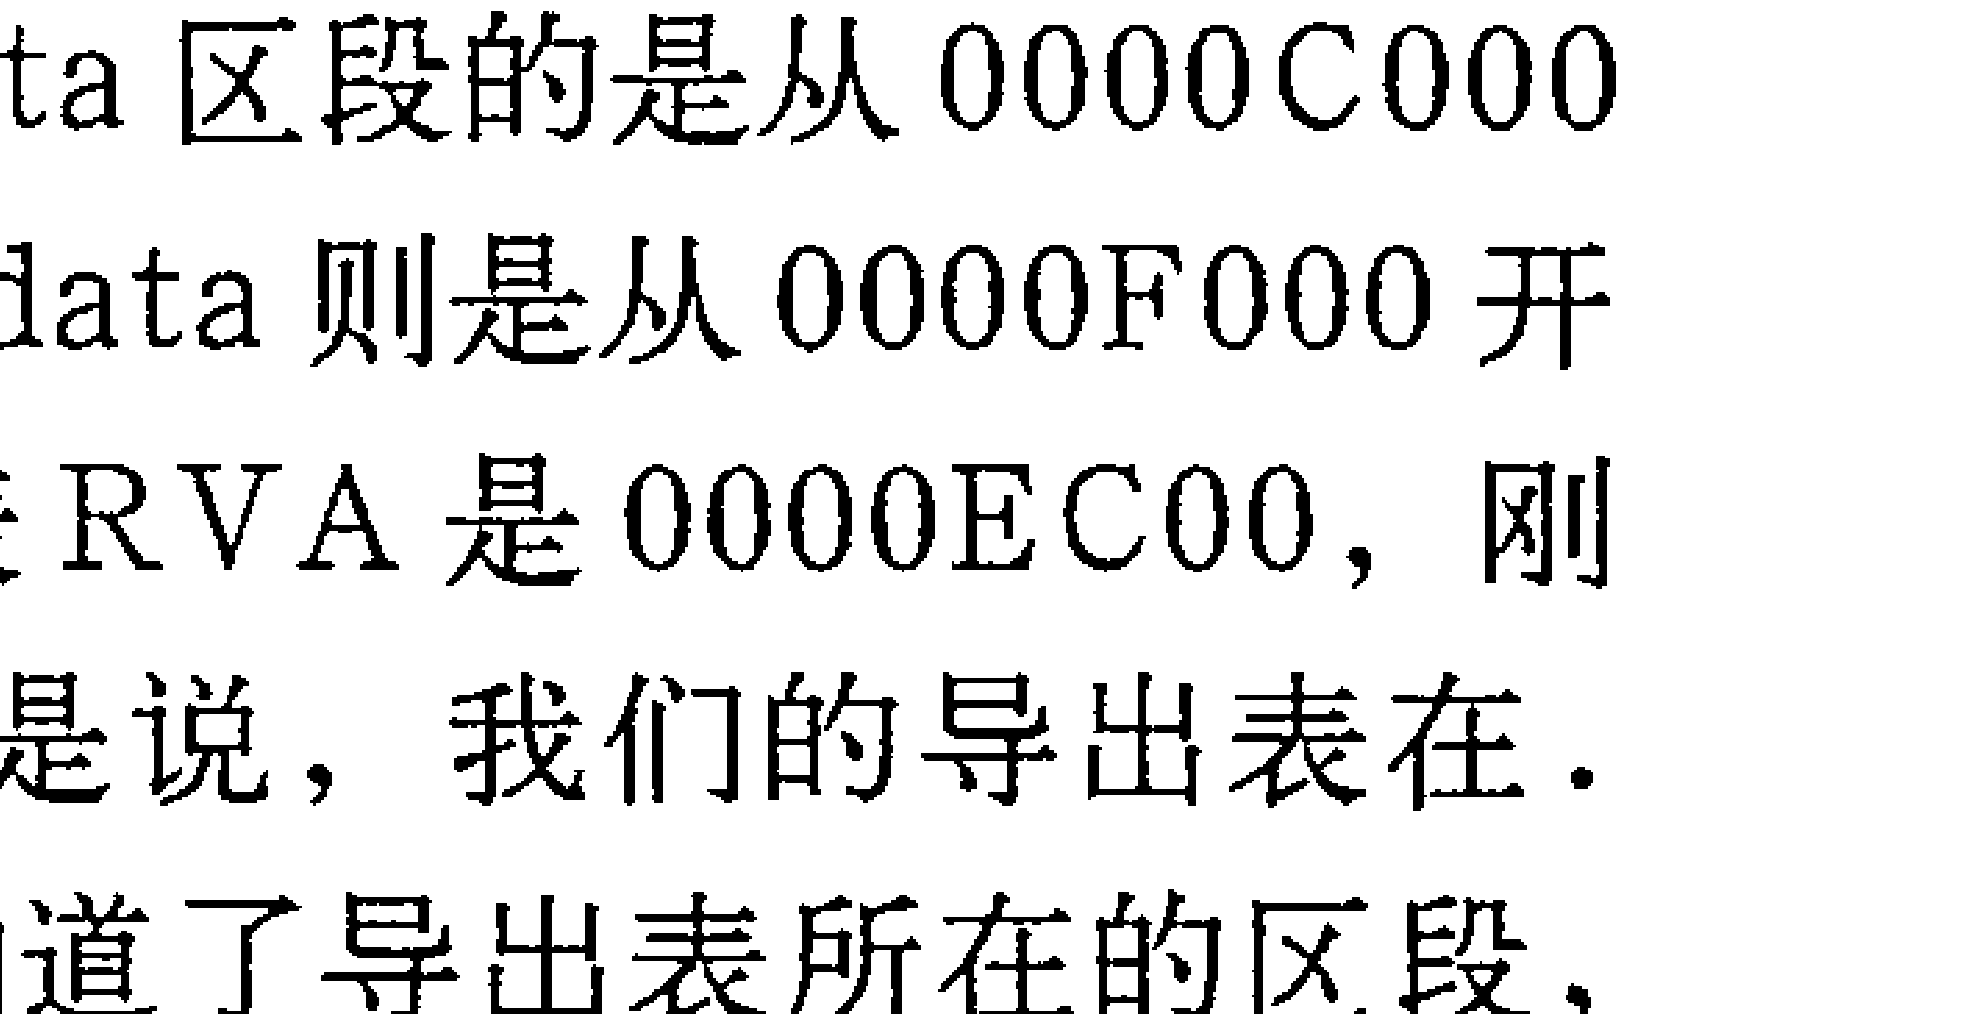 ta 区段的是从 0000C000
data 则是从 0000F000 开
RVA 是 0000EC00，刚
是说，我们的导出表在.
道了导出表所在的区段，